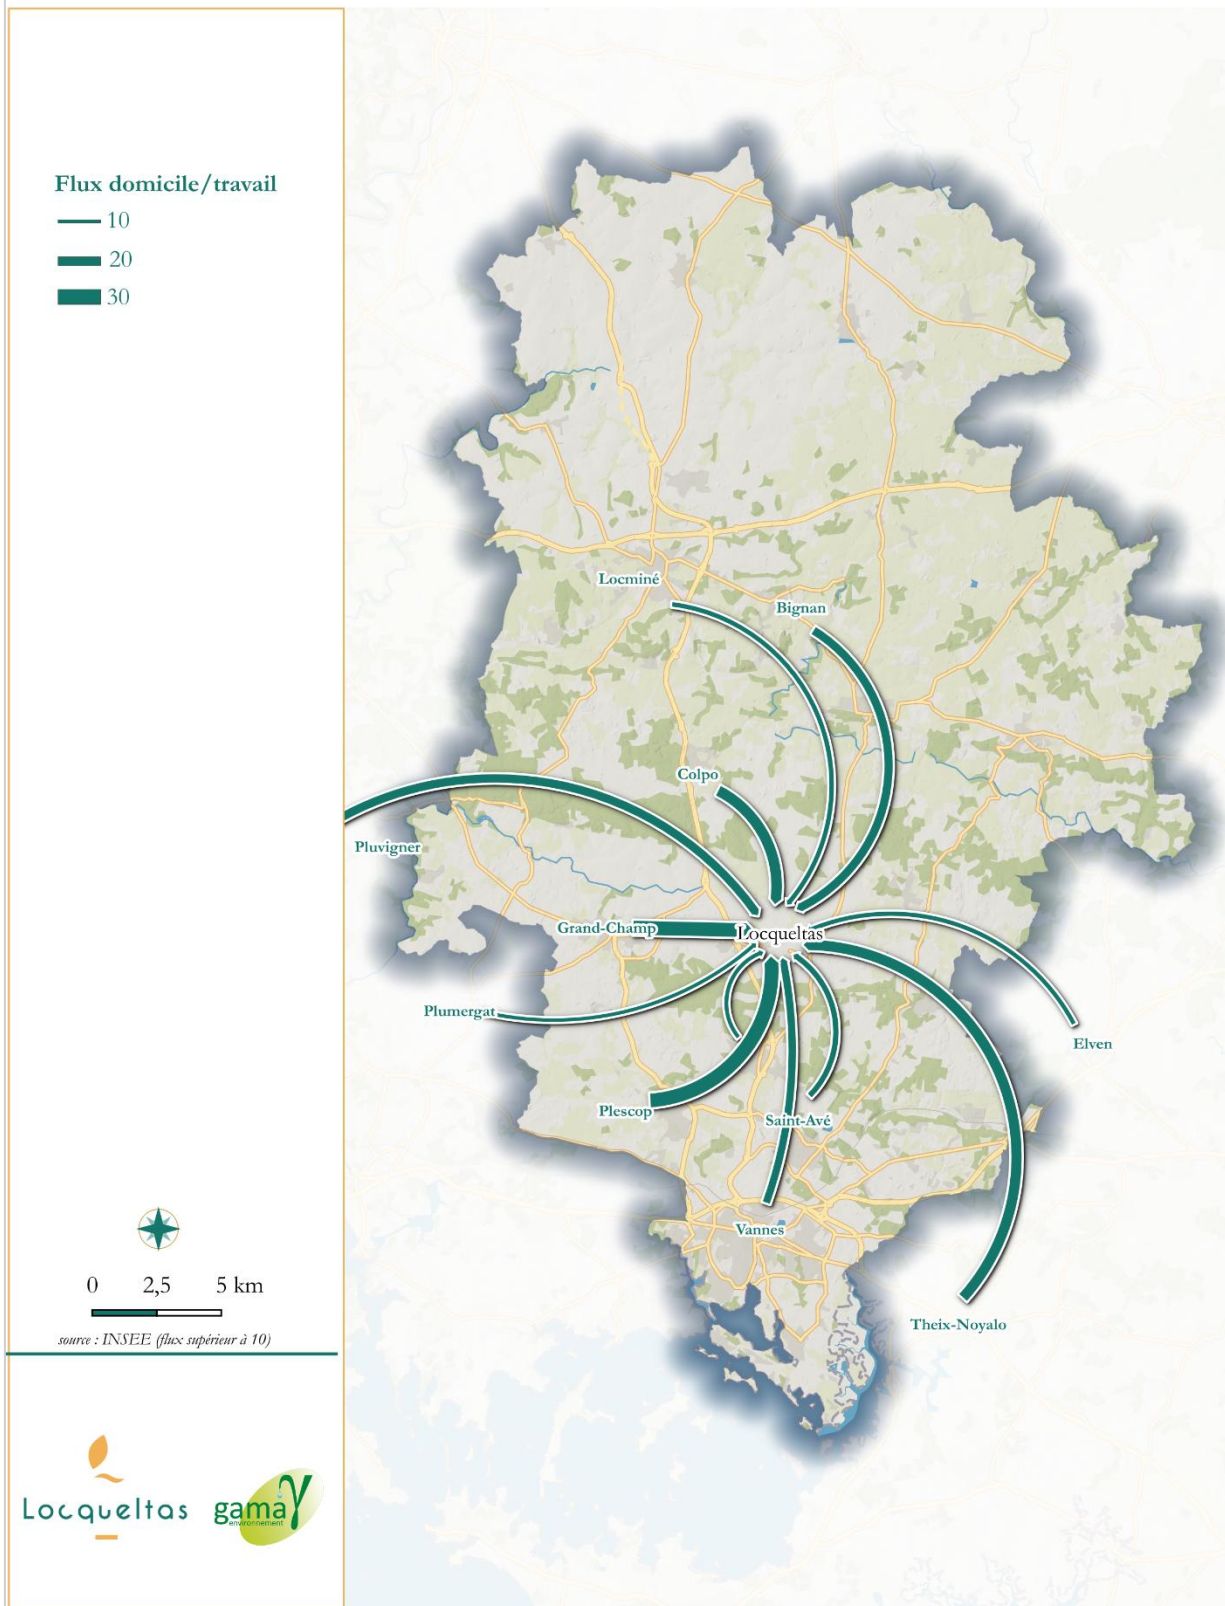 Flux domicile/travail
10
20
30
Locminé
Bignan
Colpo
Pluvigner
Grand-Champ
Locqueltas
Plumergat
Elven
Plescop
Saint-Avé
Vannes
Theix-Noyalo
0 2,5 5 km
source : INSEE (flux supérieur à 10)
Locqueltas
gama
environnement